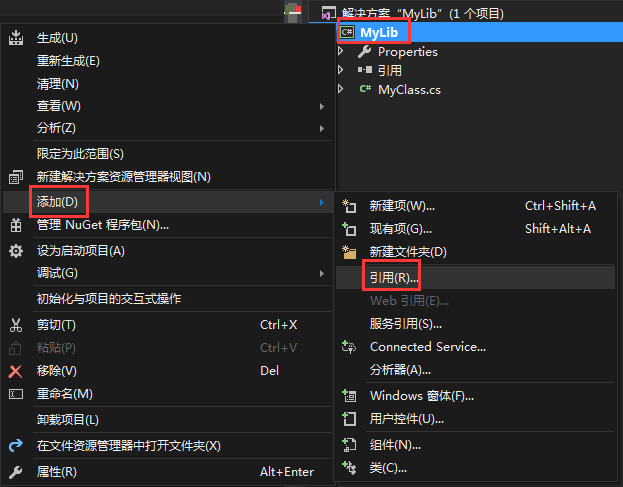 解决方案“MyLib”(1 个项目)
C# MyLib
Properties
引用
C# MyClass.cs
生成(U)
重新生成(E)
清理(N)
查看(W)
分析(Z)
限定为此范围(S)
新建解决方案资源管理器视图(N)
添加(D)
管理 NuGet 程序包(N)...
设为启动项目(A)
调试(G)
初始化与项目的交互式操作
剪切(T) Ctrl+X
粘贴(P) Ctrl+V
移除(V) Del
重命名(M)
卸载项目(L)
在文件资源管理器中打开文件夹(X)
属性(R) Alt+Enter
新建项(W)... Ctrl+Shift+A
现有项(G)... Shift+Alt+A
新建文件夹(D)
引用(R)...
Web 引用(E)...
服务引用(S)...
Connected Service...
分析器(A)...
Windows 窗体(F)...
用户控件(U)...
组件(N)...
类(C)...